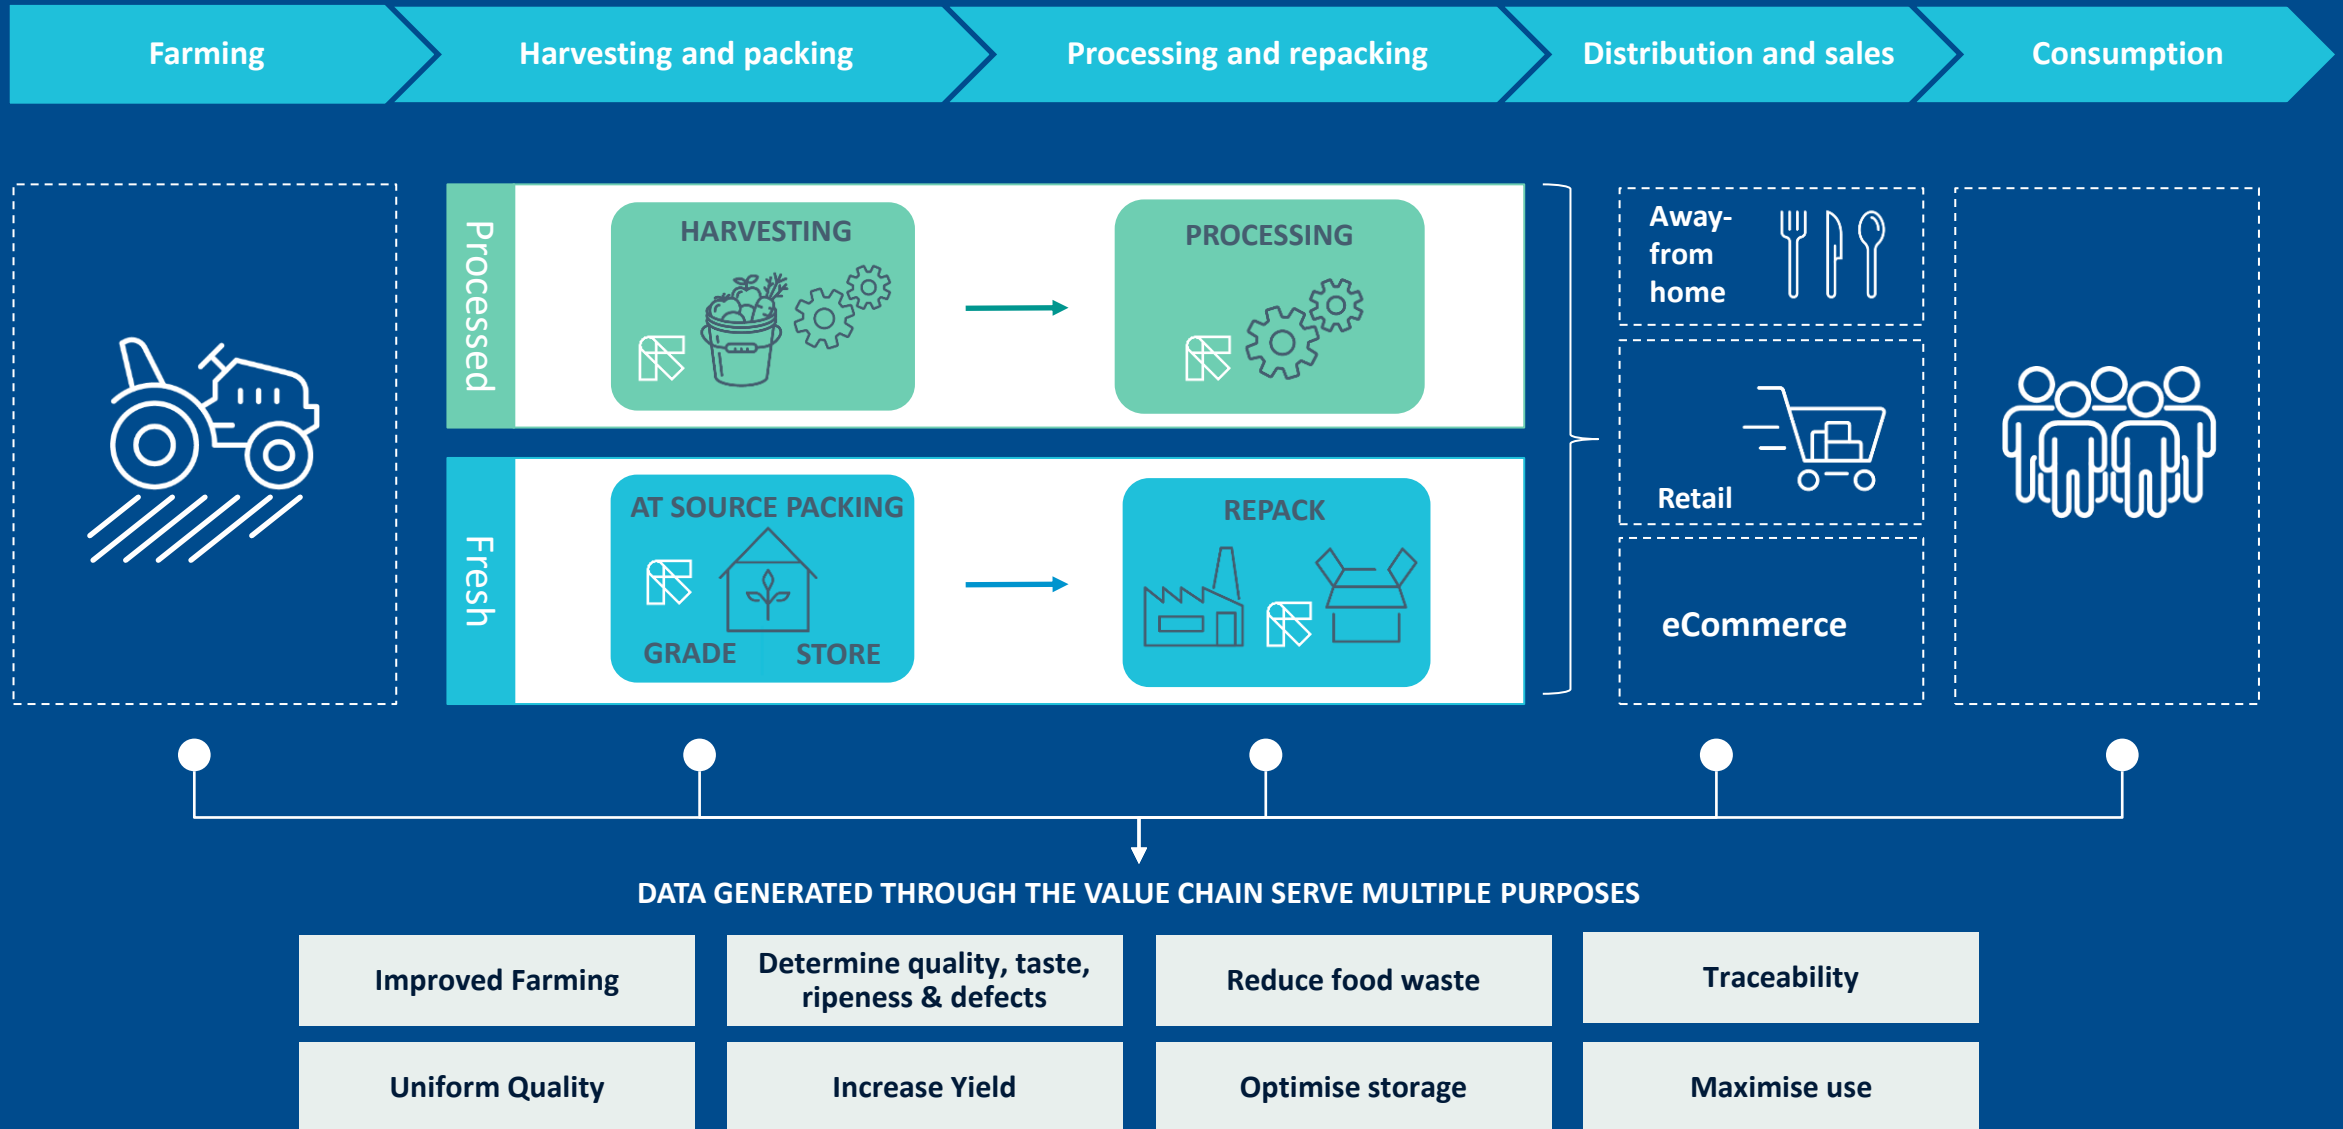 Farming
Harvesting and packing
Processing and repacking
Distribution and sales
Consumption
Processed
HARVESTING
PROCESSING
Fresh
AT SOURCE PACKING
GRADE
STORE
REPACK
Away-
from
home
Retail
eCommerce
DATA GENERATED THROUGH THE VALUE CHAIN SERVE MULTIPLE PURPOSES
Improved Farming
Determine quality, taste,
ripeness & defects
Reduce food waste
Traceability
Uniform Quality
Increase Yield
Optimise storage
Maximise use